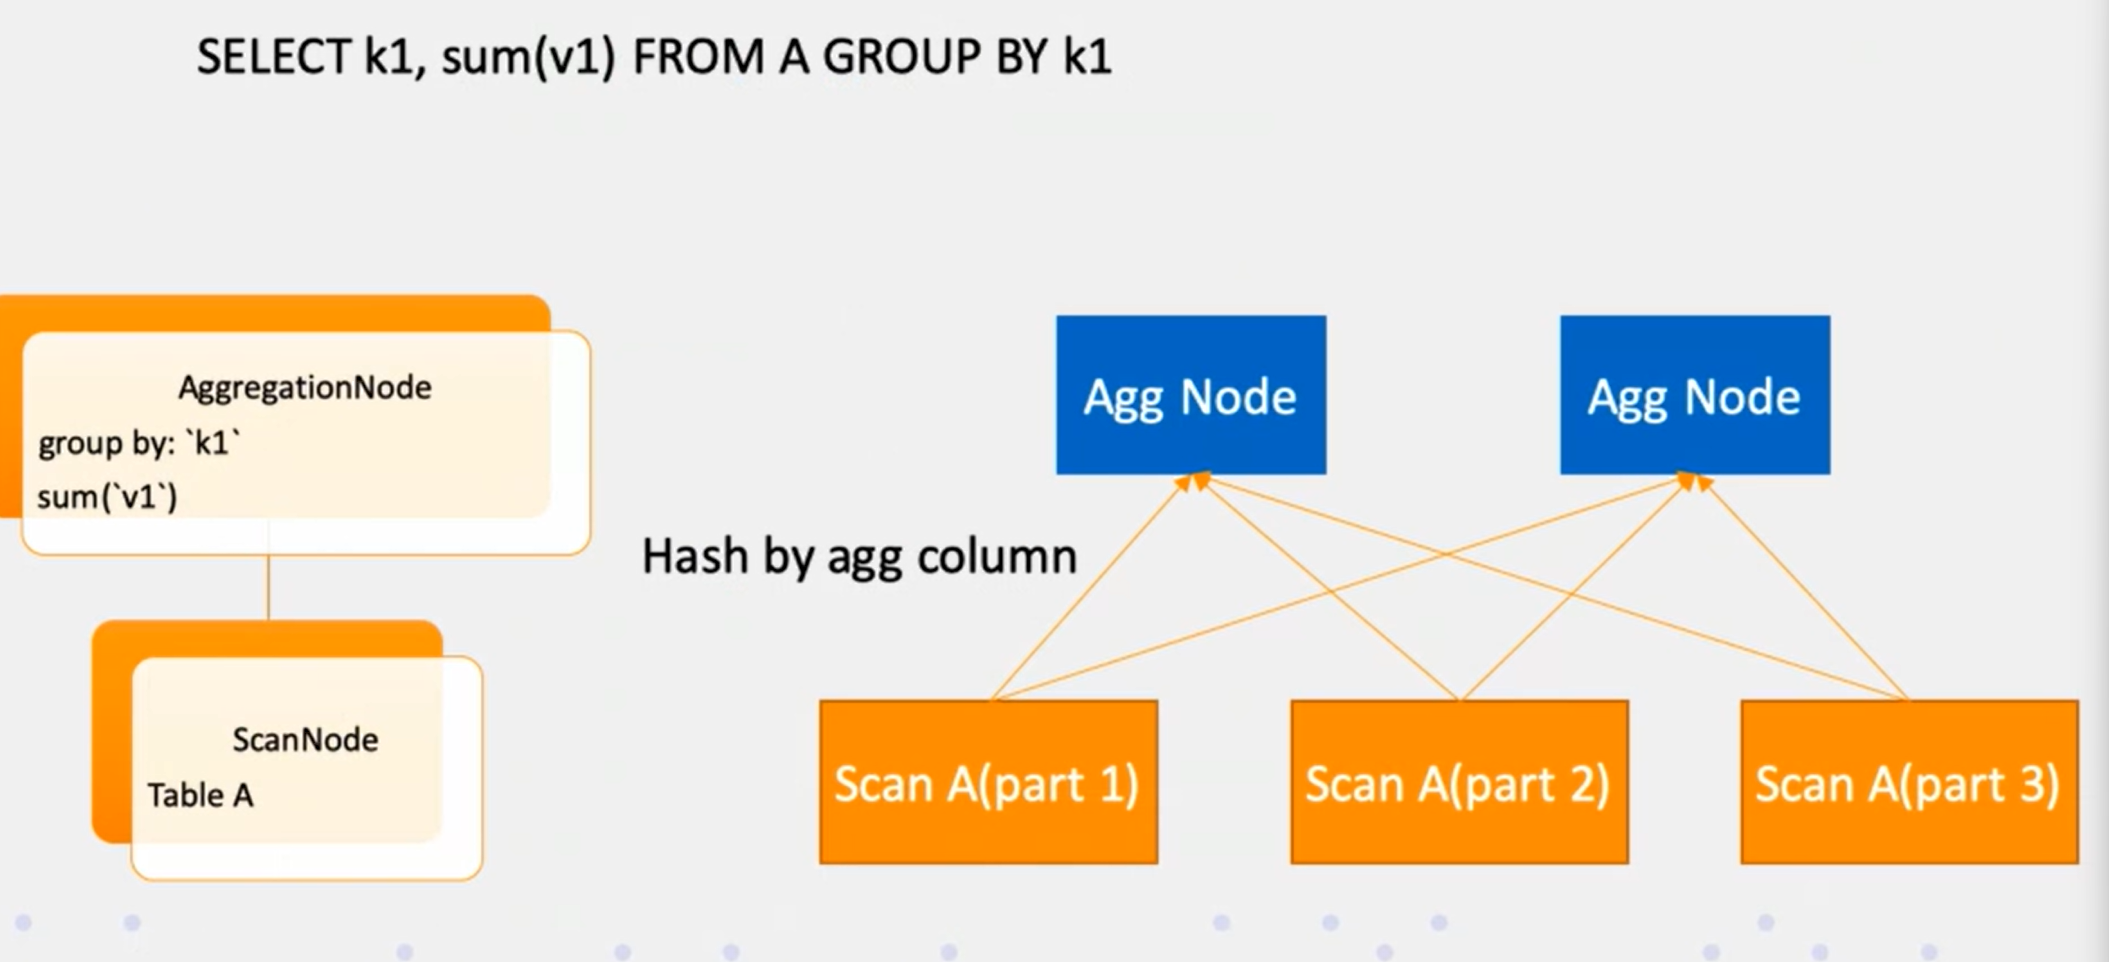 SELECT k1, sum(v1) FROM A GROUP BY k1
AggregationNode
group by: `k1`
sum(`v1`)
ScanNode
Table A
Hash by agg column
Agg Node
Agg Node
Scan A(part 1)
Scan A(part 2)
Scan A(part 3)